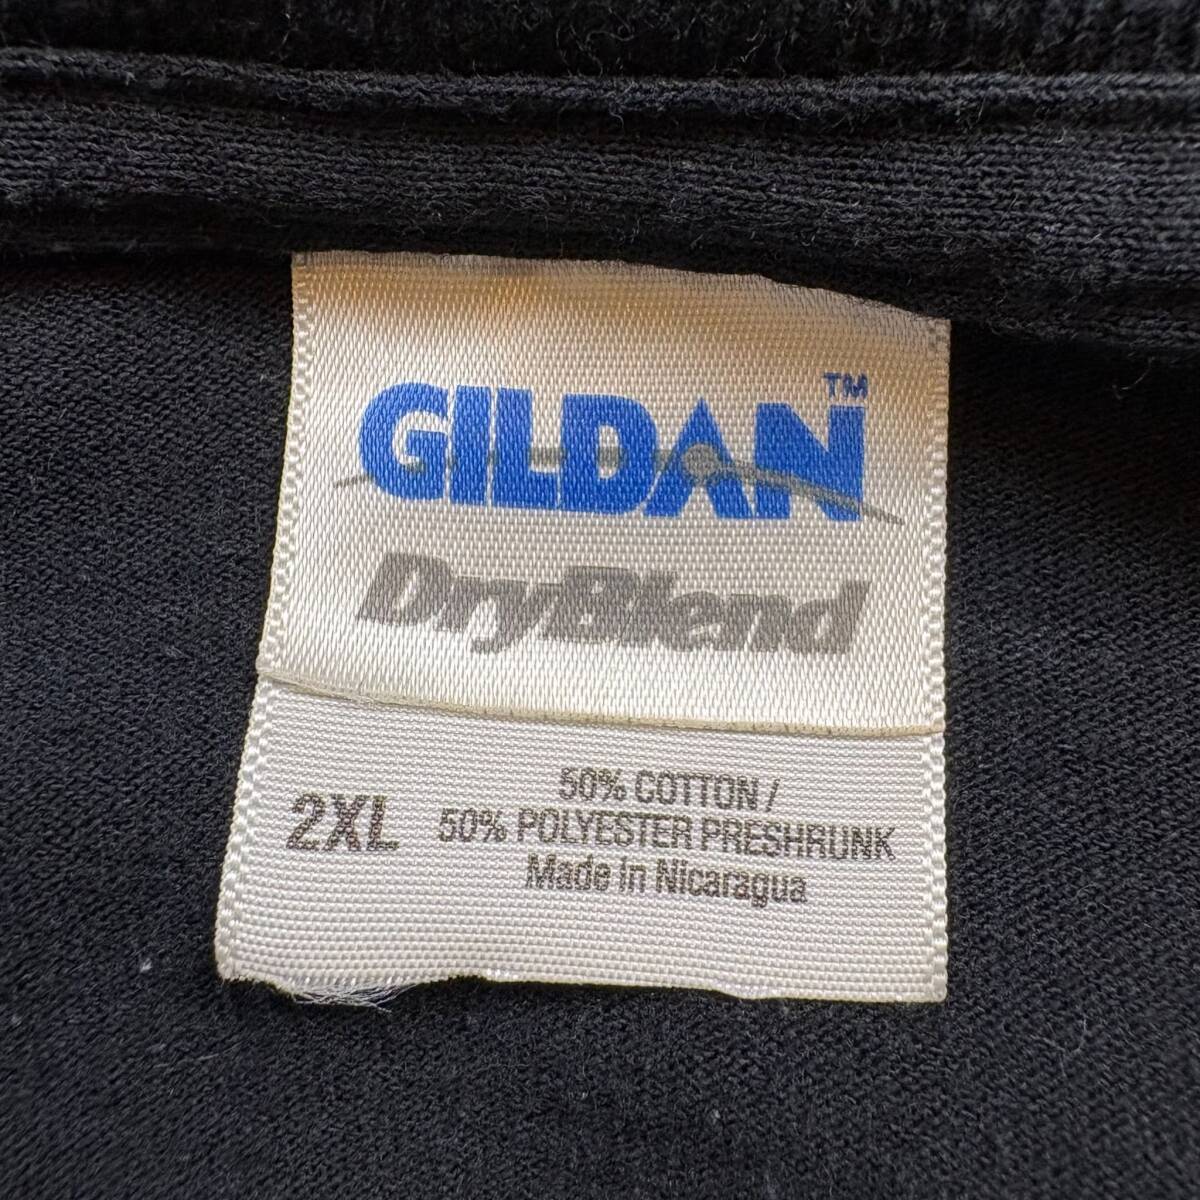 GILDAN™
DryBlend
2XL
50% COTTON /
50% POLYESTER PRESHRUNK
Made in Nicaragua